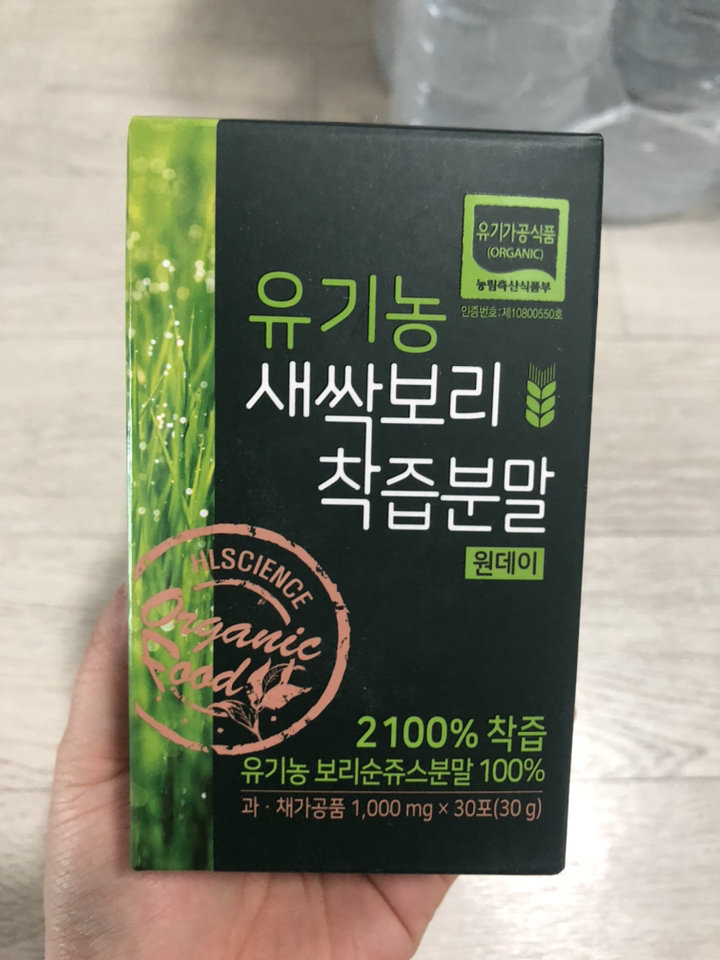 유기가공식품
(ORGANIC)
농림축산식품부
인증번호:제10800550호
유기농
새싹보리
착즙분말
원데이
HLSCIENCE
Organic
Food
2100% 착즙
유기농 보리순쥬스분말 100%
과·채가공품 1,000 mg × 30포(30 g)